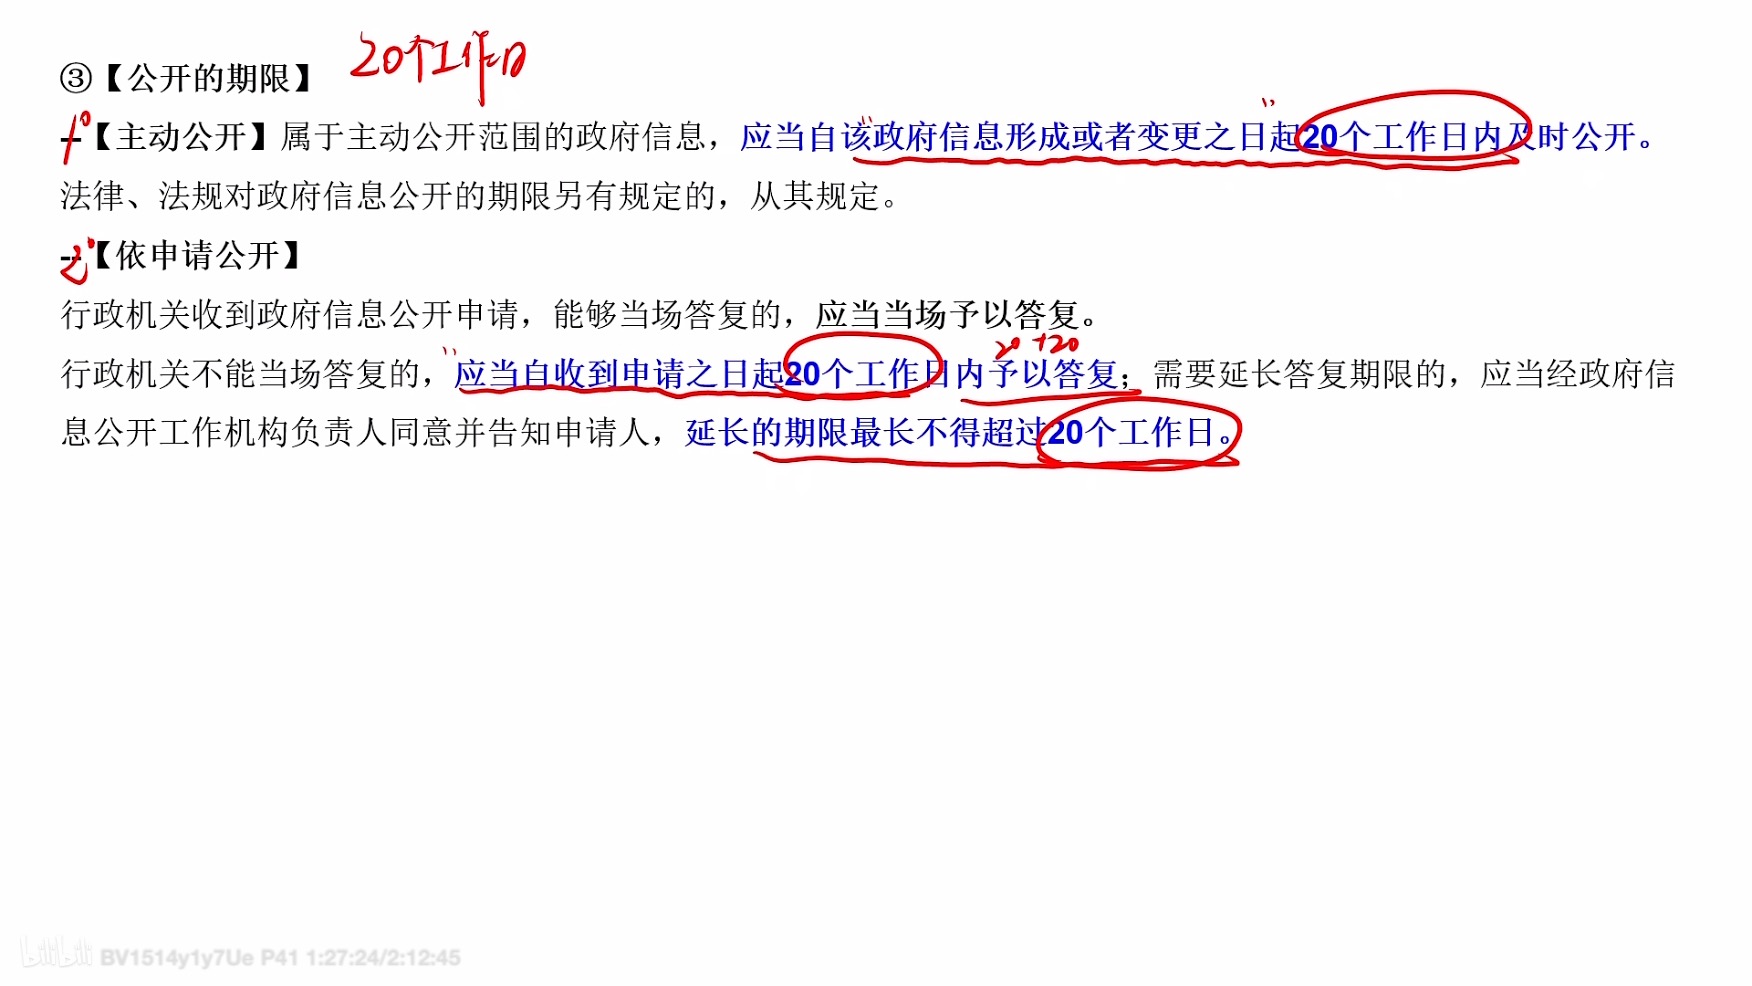 ③【公开的期限】 20个工作日
1°【主动公开】属于主动公开范围的政府信息，应当自该政府信息形成或者变更之日起20个工作日内及时公开。
法律、法规对政府信息公开的期限另有规定的，从其规定。
2°【依申请公开】
行政机关收到政府信息公开申请，能够当场答复的，应当当场予以答复。
20 +20
行政机关不能当场答复的，应当自收到申请之日起20个工作日内予以答复；需要延长答复期限的，应当经政府信
息公开工作机构负责人同意并告知申请人，延长的期限最长不得超过20个工作日。
bilibili BV1514y1y7Ue P41 1:27:24/2:12:45